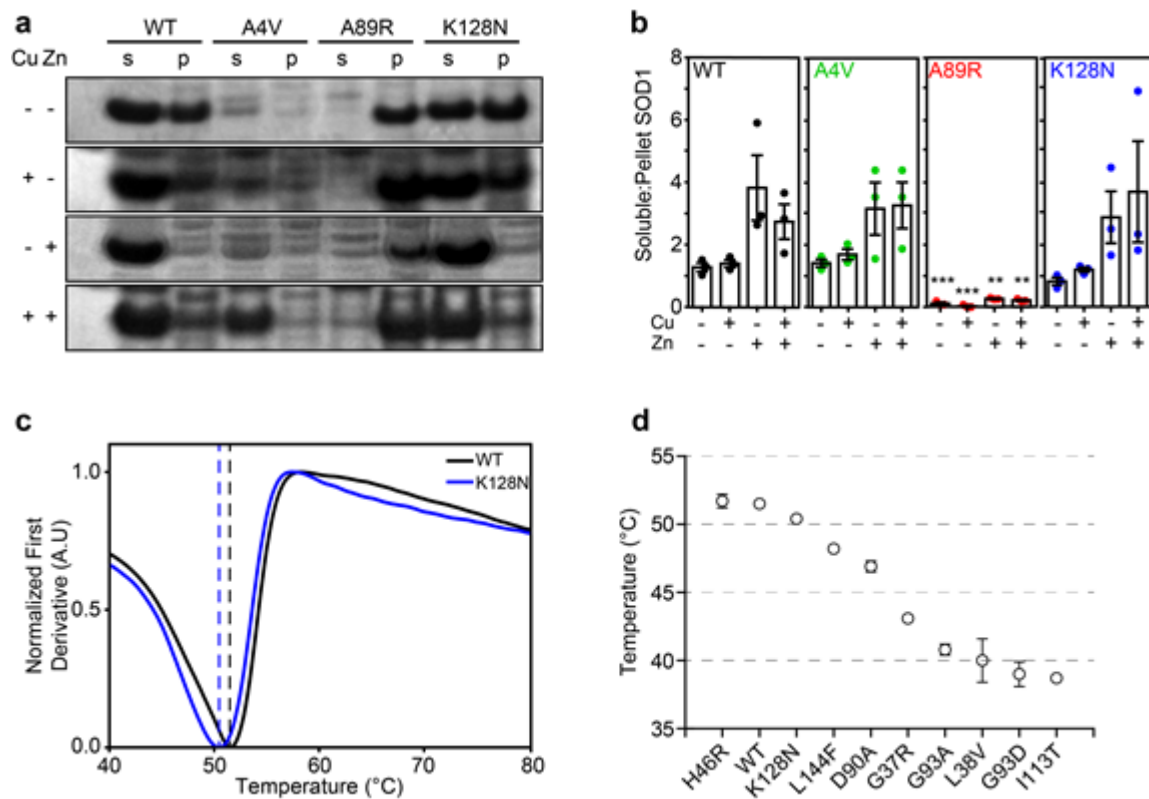 a
WT A4V A89R K128N
Cu Zn s p s p s p s p
- -
+ -
- +
+ +
b
Soluble:Pellet SOD1
8
6
4
2
0
WT
A4V
A89R
K128N
*** *** ** **
Cu - + - + - + - + - + - + - + - +
Zn - - + + - - + + - - + + - - + +
c
Normalized First
Derivative (A.U)
1.0
0.5
0.0
WT
K128N
40 50 60 70 80
Temperature (°C)
d
Temperature (°C)
55
50
45
40
35
H46R
WT
K128N
L144F
D90A
G37R
G93A
L38V
G93D
I113T